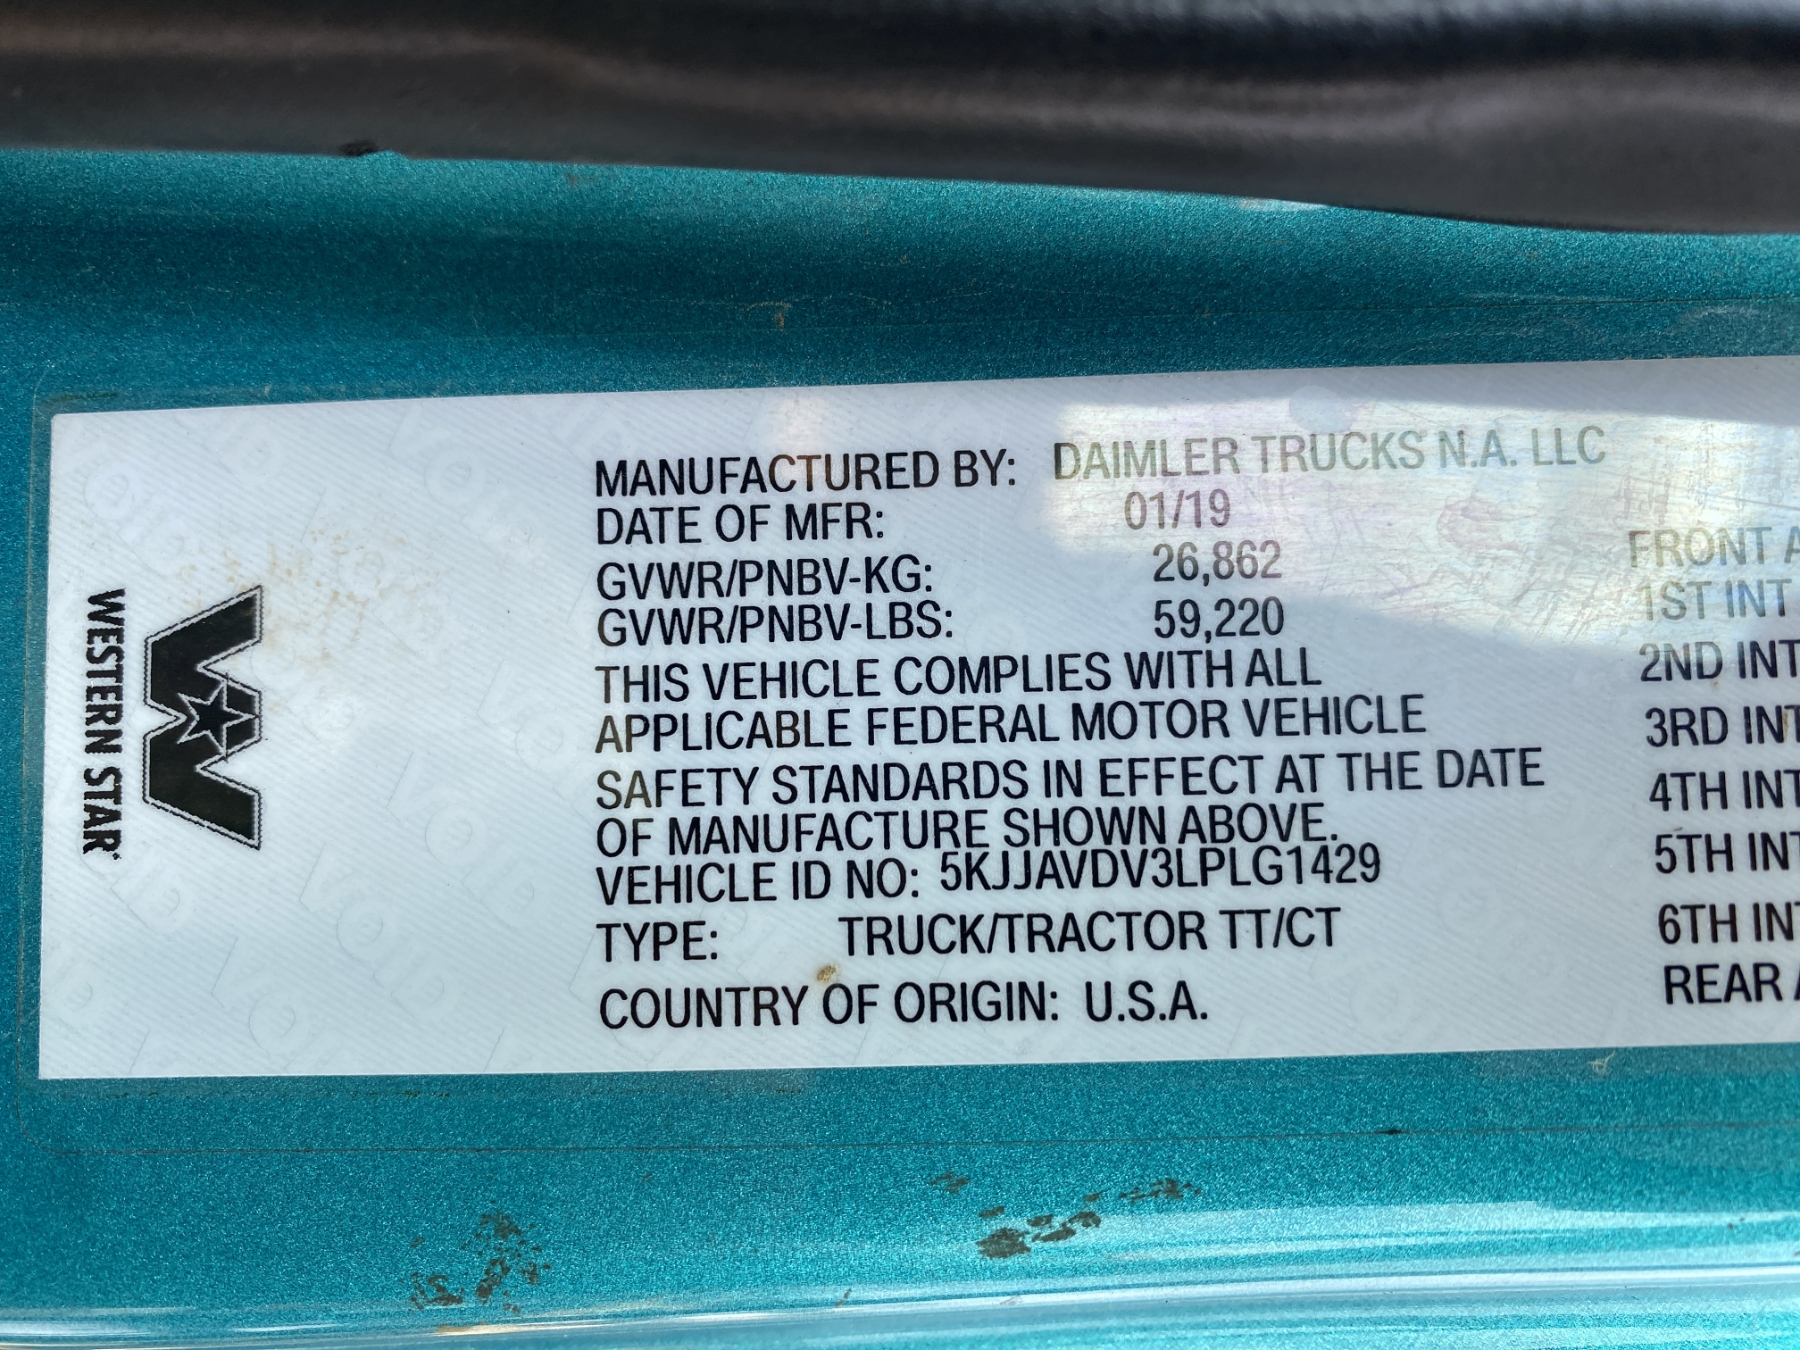 WESTERN STAR
MANUFACTURED BY: DAIMLER TRUCKS N.A. LLC
DATE OF MFR: 01/19
GVWR/PNBV-KG: 26,862
GVWR/PNBV-LBS: 59,220
THIS VEHICLE COMPLIES WITH ALL
APPLICABLE FEDERAL MOTOR VEHICLE
SAFETY STANDARDS IN EFFECT AT THE DATE
OF MANUFACTURE SHOWN ABOVE.
VEHICLE ID NO: 5KJJAVDV3LPLG1429
TYPE: TRUCK/TRACTOR TT/CT
COUNTRY OF ORIGIN: U.S.A.
FRONT A
1ST INT
2ND INT
3RD INT
4TH INT
5TH INT
6TH INT
REAR A